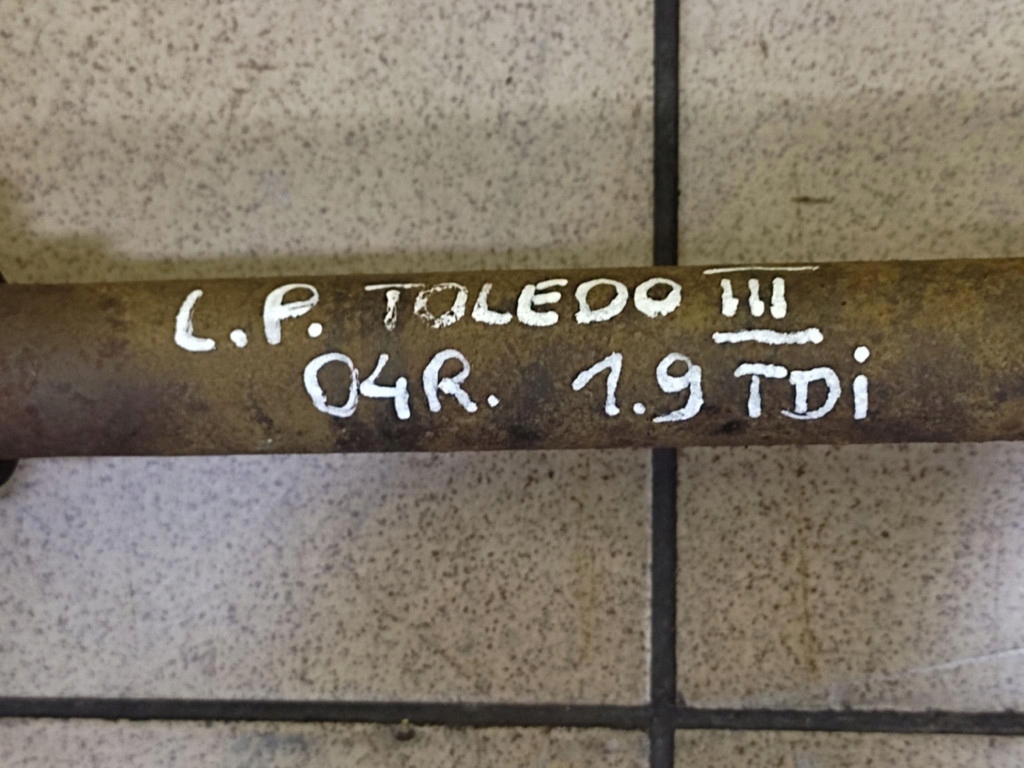 L.P. TOLEDO III
04R. 1.9 TDi